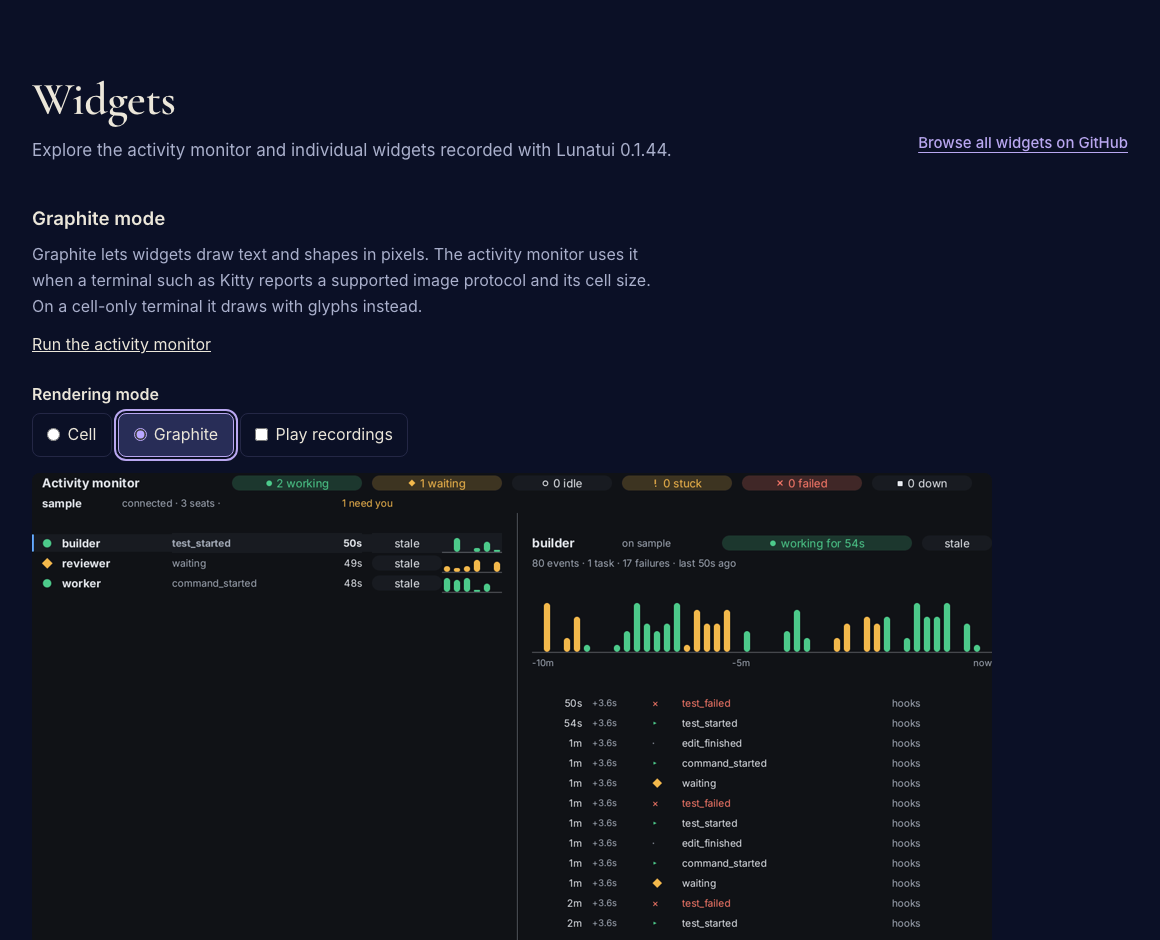 Widgets
Explore the activity monitor and individual widgets recorded with Lunatui 0.1.44.
Browse all widgets on GitHub
Graphite mode
Graphite lets widgets draw text and shapes in pixels. The activity monitor uses it
when a terminal such as Kitty reports a supported image protocol and its cell size.
On a cell-only terminal it draws with glyphs instead.
Run the activity monitor
Rendering mode
Cell Graphite Play recordings
Activity monitor 2 working 1 waiting 0 idle ! 0 stuck × 0 failed 0 down
sample connected · 3 seats · 1 need you
builder test_started 50s stale
reviewer waiting 49s stale
worker command_started 48s stale
builder on sample working for 54s stale
80 events · 1 task · 17 failures · last 50s ago
-10m -5m now
50s +3.6s × test_failed hooks
54s +3.6s test_started hooks
1m +3.6s · edit_finished hooks
1m +3.6s command_started hooks
1m +3.6s waiting hooks
1m +3.6s × test_failed hooks
1m +3.6s test_started hooks
1m +3.6s · edit_finished hooks
1m +3.6s command_started hooks
1m +3.6s waiting hooks
2m +3.6s × test_failed hooks
2m +3.6s test_started hooks